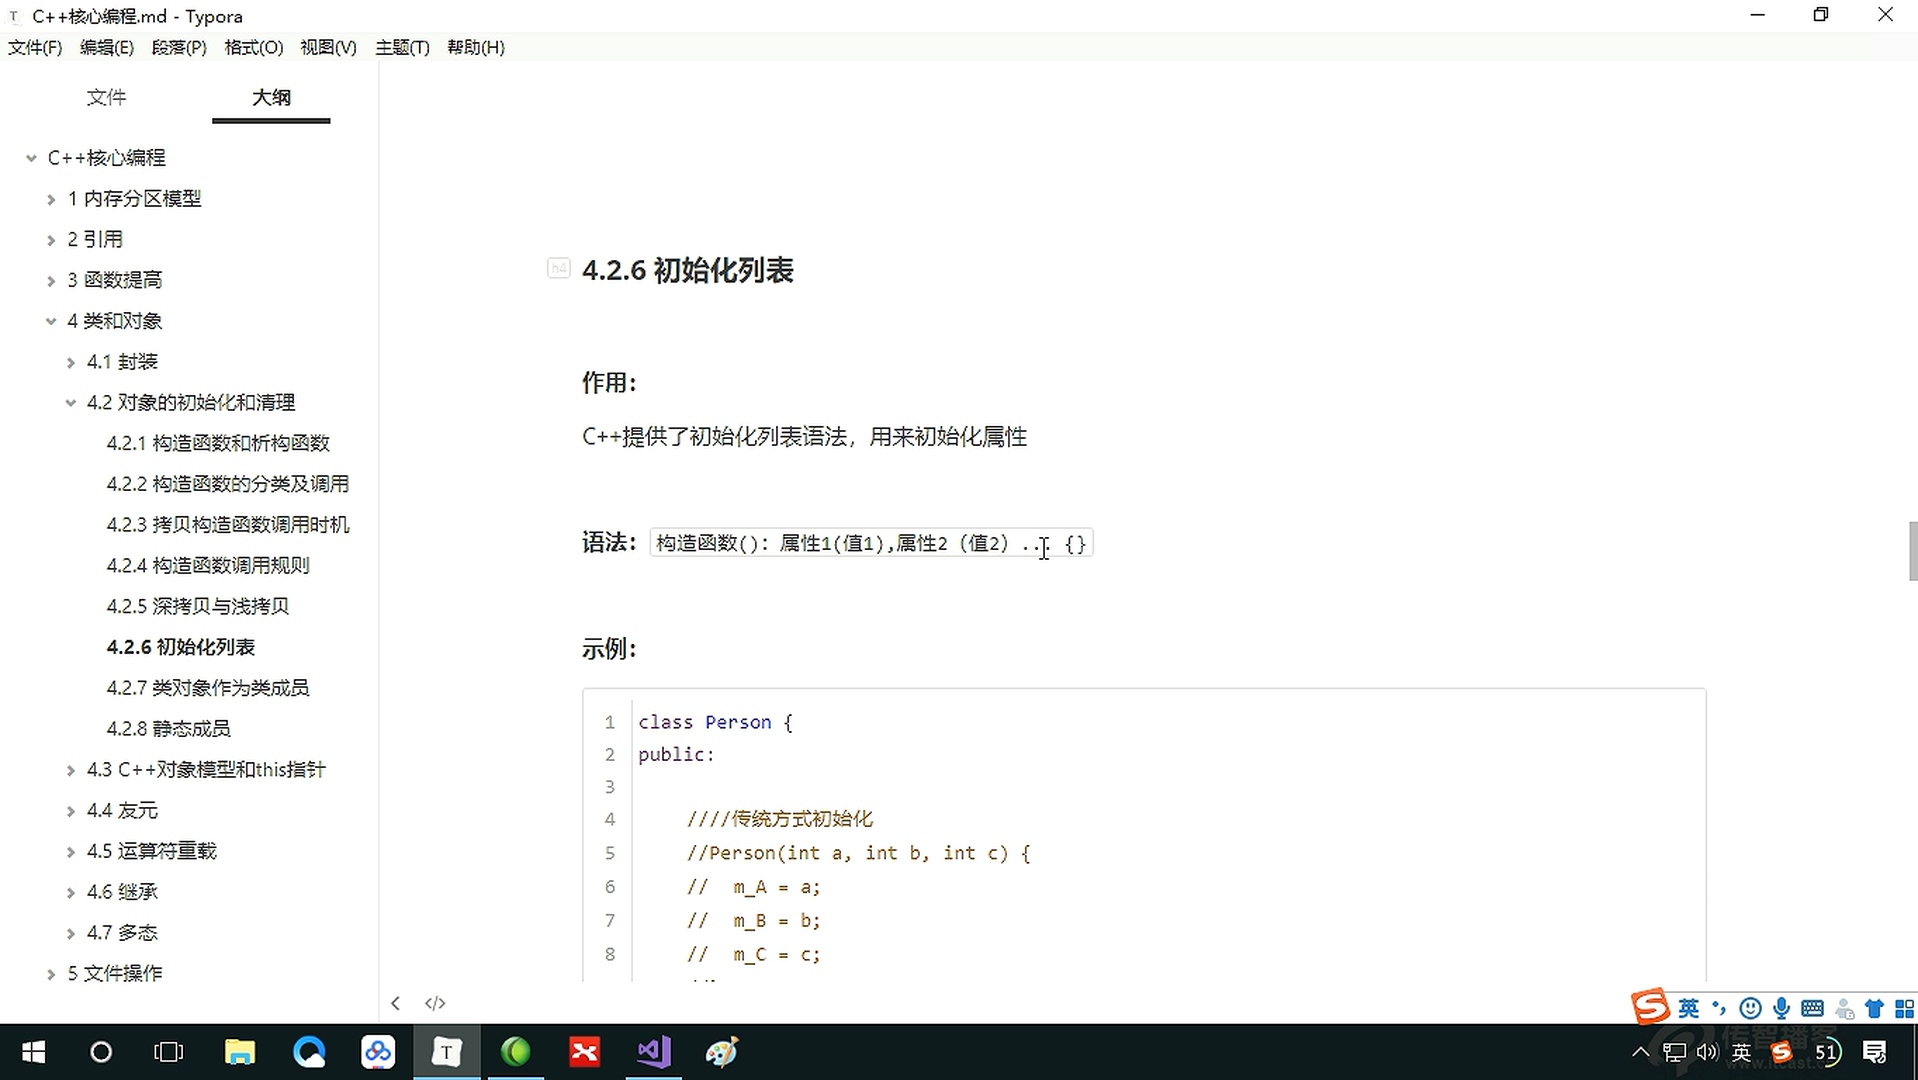 C++核心编程.md - Typora
文件(F) 编辑(E) 段落(P) 格式(O) 视图(V) 主题(T) 帮助(H)
文件 大纲
C++核心编程
1 内存分区模型
2 引用
3 函数提高
4 类和对象
4.1 封装
4.2 对象的初始化和清理
4.2.1 构造函数和析构函数
4.2.2 构造函数的分类及调用
4.2.3 拷贝构造函数调用时机
4.2.4 构造函数调用规则
4.2.5 深拷贝与浅拷贝
4.2.6 初始化列表
4.2.7 类对象作为类成员
4.2.8 静态成员
4.3 C++对象模型和this指针
4.4 友元
4.5 运算符重载
4.6 继承
4.7 多态
5 文件操作
h4 4.2.6 初始化列表
作用：
C++提供了初始化列表语法，用来初始化属性
语法： 构造函数()：属性1(值1),属性2（值2）... {}
示例：
1 class Person {
2 public:
3
4 ////传统方式初始化
5 //Person(int a, int b, int c) {
6 // m_A = a;
7 // m_B = b;
8 // m_C = c;
英
英 51
传智播客
www.itcast.cn